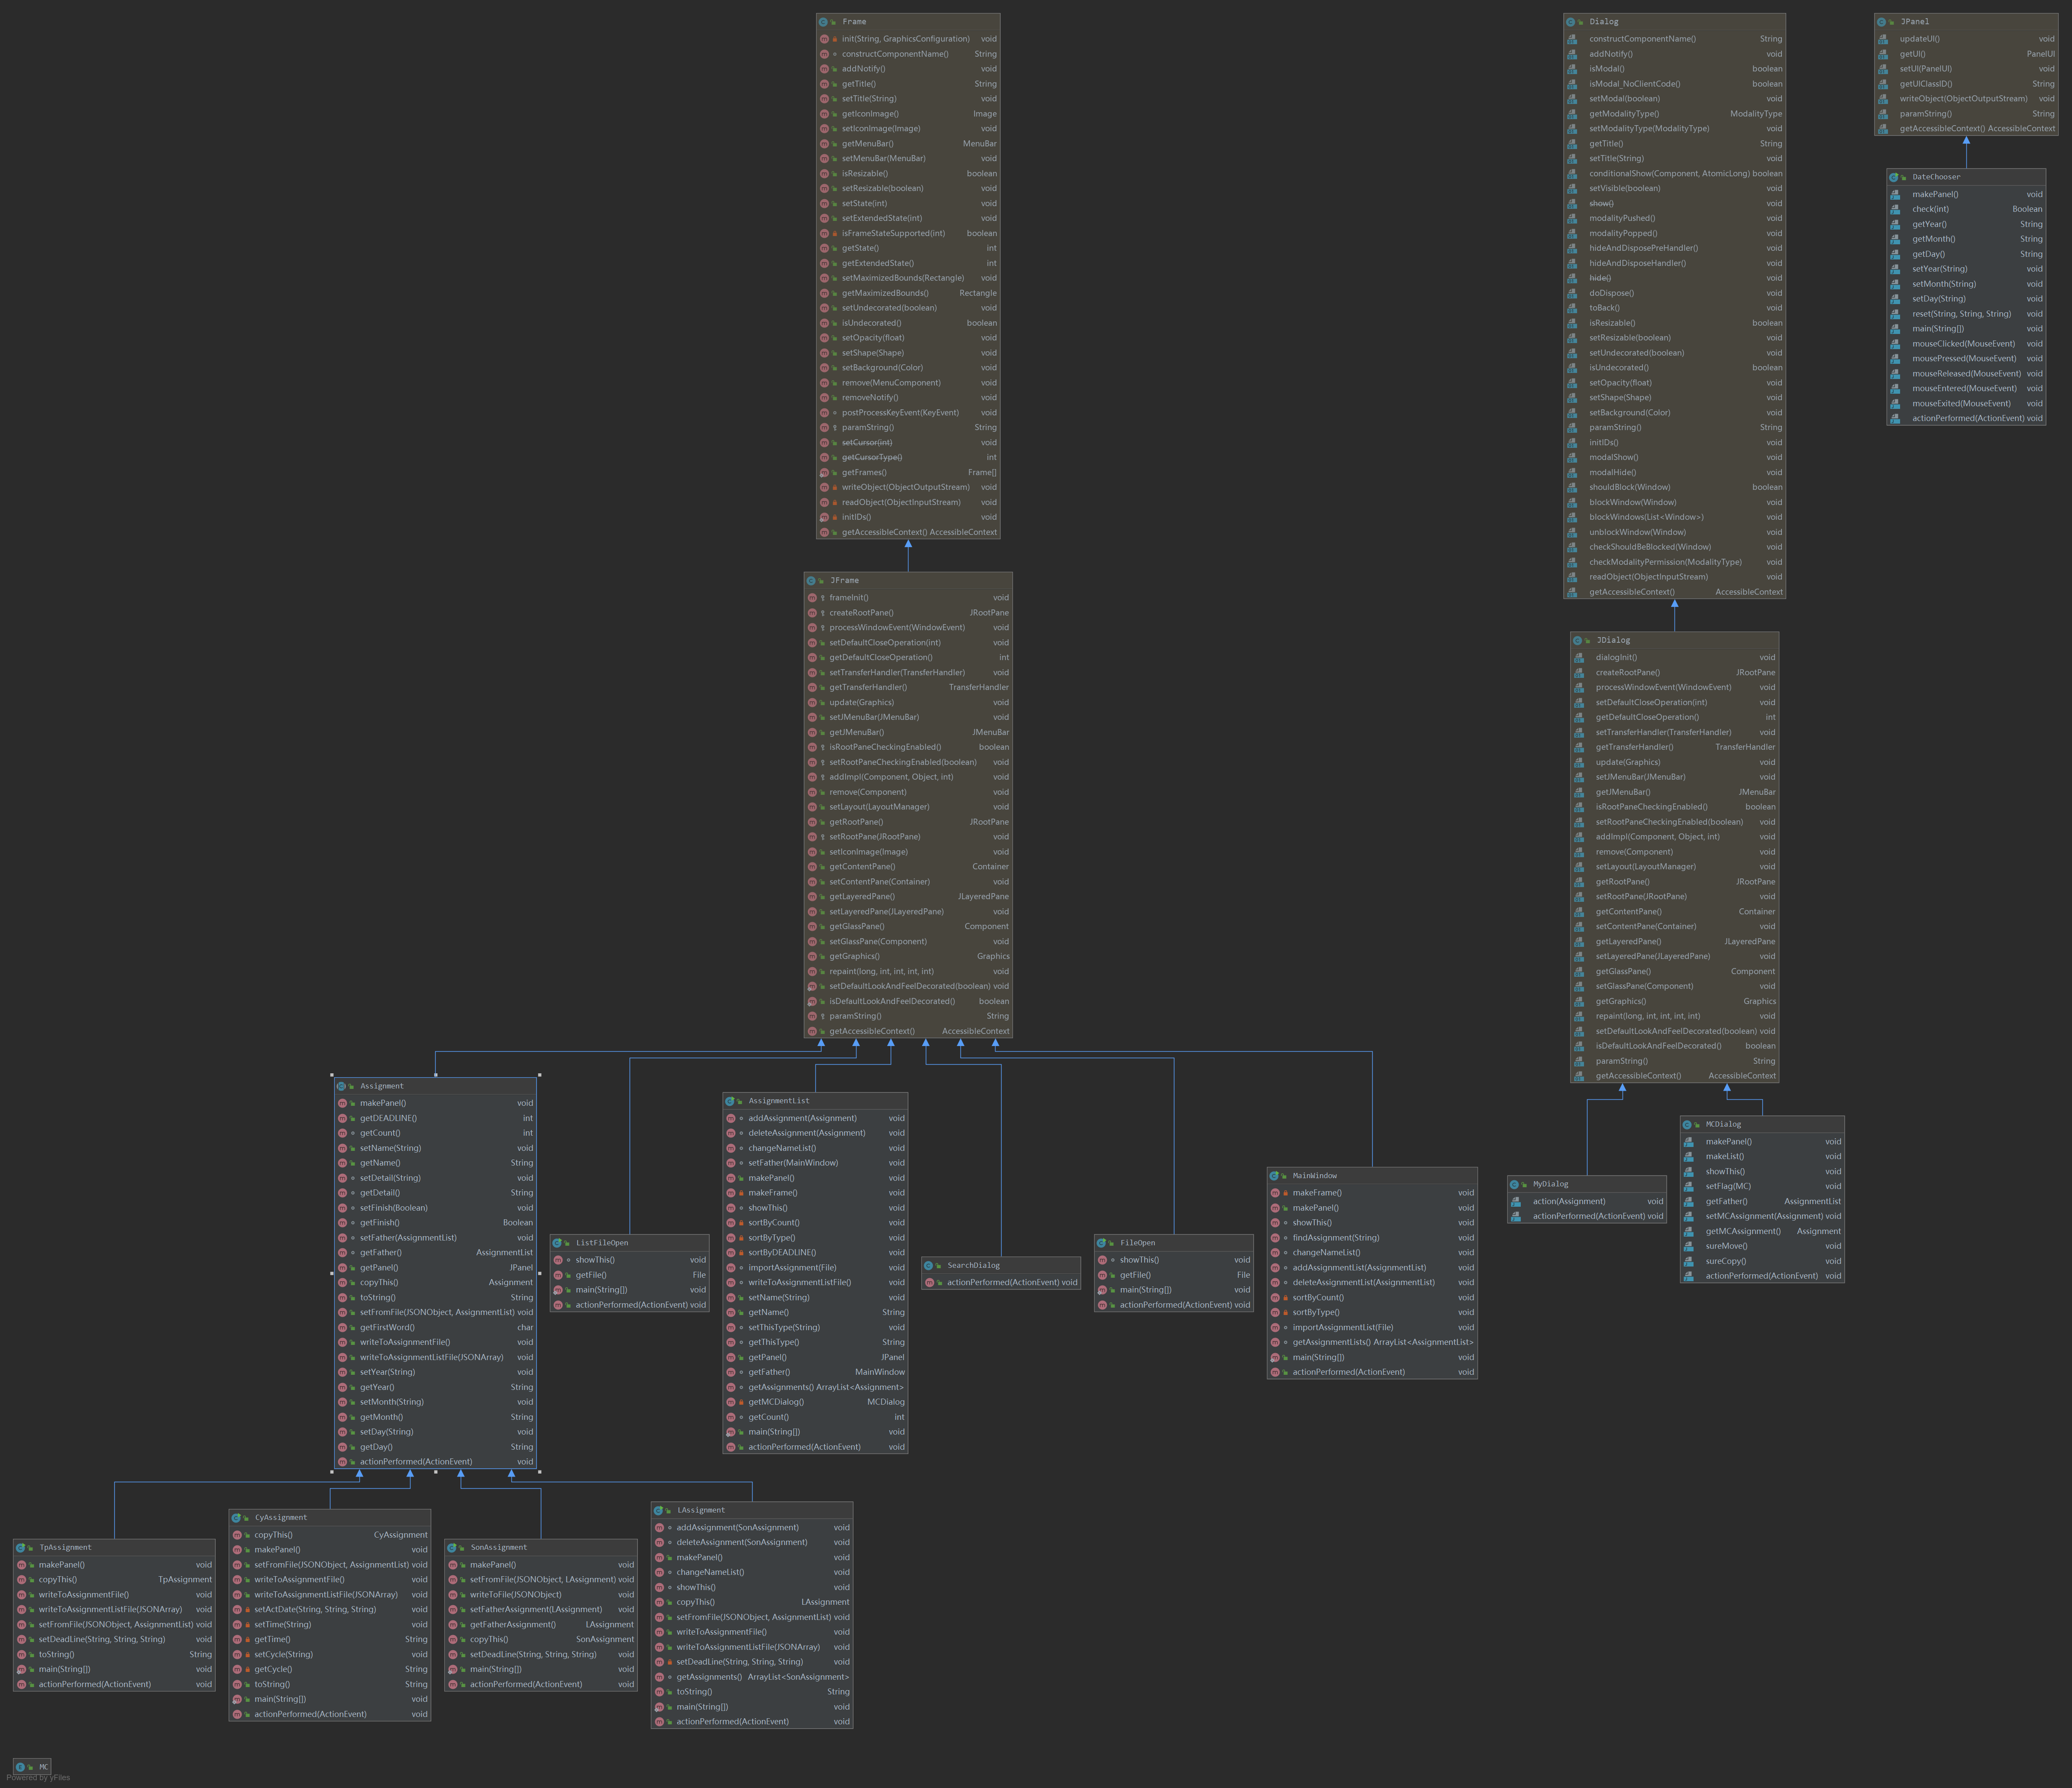 Frame
init(String, GraphicsConfiguration) void
constructComponentName() String
addNotify() void
getTitle() String
setTitle(String) void
getIconImage() Image
setIconImage(Image) void
getMenuBar() MenuBar
setMenuBar(MenuBar) void
isResizable() boolean
setResizable(boolean) void
setState(int) void
setExtendedState(int) void
isFrameStateSupported(int) boolean
getState() int
getExtendedState() int
setMaximizedBounds(Rectangle) void
getMaximizedBounds() Rectangle
setUndecorated(boolean) void
isUndecorated() boolean
setOpacity(float) void
setShape(Shape) void
setBackground(Color) void
remove(MenuComponent) void
removeNotify() void
postProcessKeyEvent(KeyEvent) void
paramString() String
setCursor(int) void
getCursorType() int
getFrames() Frame[]
writeObject(ObjectOutputStream) void
readObject(ObjectInputStream) void
initIDs() void
getAccessibleContext() AccessibleContext
Dialog
constructComponentName() String
addNotify() void
isModal() boolean
isModal_NoClientCode() boolean
setModal(boolean) void
getModalityType() ModalityType
setModalityType(ModalityType) void
getTitle() String
setTitle(String) void
conditionalShow(Component, AtomicLong) boolean
setVisible(boolean) void
show() void
modalityPushed() void
modalityPopped() void
hideAndDisposePreHandler() void
hideAndDisposeHandler() void
hide() void
doDispose() void
toBack() void
isResizable() boolean
setResizable(boolean) void
setUndecorated(boolean) void
isUndecorated() boolean
setOpacity(float) void
setShape(Shape) void
setBackground(Color) void
paramString() String
initIDs() void
modalShow() void
modalHide() void
shouldBlock(Window) boolean
blockWindow(Window) void
blockWindows(List<Window>) void
unblockWindow(Window) void
checkShouldBeBlocked(Window) void
checkModalityPermission(ModalityType) void
readObject(ObjectInputStream) void
getAccessibleContext() AccessibleContext
JPanel
updateUI() void
getUI() PanelUI
setUI(PanelUI) void
getUIClassID() String
writeObject(ObjectOutputStream) void
paramString() String
getAccessibleContext() AccessibleContext
DateChooser
makePanel() void
check(int) Boolean
getYear() String
getMonth() String
getDay() String
setYear(String) void
setMonth(String) void
setDay(String) void
reset(String, String, String) void
main(String[]) void
mouseClicked(MouseEvent) void
mousePressed(MouseEvent) void
mouseReleased(MouseEvent) void
mouseEntered(MouseEvent) void
mouseExited(MouseEvent) void
actionPerformed(ActionEvent) void
JFrame
frameInit() void
createRootPane() JRootPane
processWindowEvent(WindowEvent) void
setDefaultCloseOperation(int) void
getDefaultCloseOperation() int
setTransferHandler(TransferHandler) void
getTransferHandler() TransferHandler
update(Graphics) void
setJMenuBar(JMenuBar) void
getJMenuBar() JMenuBar
isRootPaneCheckingEnabled() boolean
setRootPaneCheckingEnabled(boolean) void
addImpl(Component, Object, int) void
remove(Component) void
setLayout(LayoutManager) void
getRootPane() JRootPane
setRootPane(JRootPane) void
setIconImage(Image) void
getContentPane() Container
setContentPane(Container) void
getLayeredPane() JLayeredPane
setLayeredPane(JLayeredPane) void
getGlassPane() Component
setGlassPane(Component) void
getGraphics() Graphics
repaint(long, int, int, int, int) void
setDefaultLookAndFeelDecorated(boolean) void
isDefaultLookAndFeelDecorated() boolean
paramString() String
getAccessibleContext() AccessibleContext
JDialog
dialogInit() void
createRootPane() JRootPane
processWindowEvent(WindowEvent) void
setDefaultCloseOperation(int) void
getDefaultCloseOperation() int
setTransferHandler(TransferHandler) void
getTransferHandler() TransferHandler
update(Graphics) void
setJMenuBar(JMenuBar) void
getJMenuBar() JMenuBar
isRootPaneCheckingEnabled() boolean
setRootPaneCheckingEnabled(boolean) void
addImpl(Component, Object, int) void
remove(Component) void
setLayout(LayoutManager) void
getRootPane() JRootPane
setRootPane(JRootPane) void
getContentPane() Container
setContentPane(Container) void
getLayeredPane() JLayeredPane
setLayeredPane(JLayeredPane) void
getGlassPane() Component
setGlassPane(Component) void
getGraphics() Graphics
repaint(long, int, int, int, int) void
setDefaultLookAndFeelDecorated(boolean) void
isDefaultLookAndFeelDecorated() boolean
paramString() String
getAccessibleContext() AccessibleContext
Assignment
makePanel() void
getDEADLINE() int
getCount() int
setName(String) void
getName() String
setDetail(String) void
getDetail() String
setFinish(Boolean) void
getFinish() Boolean
setFather(AssignmentList) void
getFather() AssignmentList
getPanel() JPanel
copyThis() Assignment
toString() String
setFromFile(JSONObject, AssignmentList) void
getFirstWord() char
writeToAssignmentFile() void
writeToAssignmentListFile(JSONArray) void
setYear(String) void
getYear() String
setMonth(String) void
getMonth() String
setDay(String) void
getDay() String
actionPerformed(ActionEvent) void
ListFileOpen
showThis() void
getFile() File
main(String[]) void
actionPerformed(ActionEvent) void
AssignmentList
addAssignment(Assignment) void
deleteAssignment(Assignment) void
changeNameList() void
setFather(MainWindow) void
makePanel() void
makeFrame() void
showThis() void
sortByCount() void
sortByType() void
sortByDEADLINE() void
importAssignment(File) void
writeToAssignmentListFile() void
setName(String) void
getName() String
setThisType(String) void
getThisType() String
getPanel() JPanel
getFather() MainWindow
getAssignments() ArrayList<Assignment>
getMCDialog() MCDialog
getCount() int
main(String[]) void
actionPerformed(ActionEvent) void
SearchDialog
actionPerformed(ActionEvent) void
FileOpen
showThis() void
getFile() File
main(String[]) void
actionPerformed(ActionEvent) void
MainWindow
makeFrame() void
makePanel() void
showThis() void
findAssignment(String) void
changeNameList() void
addAssignmentList(AssignmentList) void
deleteAssignmentList(AssignmentList) void
sortByCount() void
sortByType() void
importAssignmentList(File) void
getAssignmentLists() ArrayList<AssignmentList>
main(String[]) void
actionPerformed(ActionEvent) void
MyDialog
action(Assignment) void
actionPerformed(ActionEvent) void
MCDialog
makePanel() void
makeList() void
showThis() void
setFlag(MC) void
getFather() AssignmentList
setMCAssignment(Assignment) void
getMCAssignment() Assignment
sureMove() void
sureCopy() void
actionPerformed(ActionEvent) void
TpAssignment
makePanel() void
copyThis() TpAssignment
writeToAssignmentFile() void
writeToAssignmentListFile(JSONArray) void
setFromFile(JSONObject, AssignmentList) void
setDeadLine(String, String, String) void
toString() String
main(String[]) void
actionPerformed(ActionEvent) void
CyAssignment
copyThis() CyAssignment
makePanel() void
setFromFile(JSONObject, AssignmentList) void
writeToAssignmentFile() void
writeToAssignmentListFile(JSONArray) void
setActDate(String, String, String) void
setTime(String) void
getTime() String
setCycle(String) void
getCycle() String
toString() String
main(String[]) void
actionPerformed(ActionEvent) void
SonAssignment
makePanel() void
setFromFile(JSONObject, LAssignment) void
writeToFile(JSONObject) void
setFatherAssignment(LAssignment) void
getFatherAssignment() LAssignment
copyThis() SonAssignment
setDeadLine(String, String, String) void
main(String[]) void
actionPerformed(ActionEvent) void
LAssignment
addAssignment(SonAssignment) void
deleteAssignment(SonAssignment) void
makePanel() void
changeNameList() void
showThis() void
copyThis() LAssignment
setFromFile(JSONObject, AssignmentList) void
writeToAssignmentFile() void
writeToAssignmentListFile(JSONArray) void
setDeadLine(String, String, String) void
getAssignments() ArrayList<SonAssignment>
toString() String
main(String[]) void
actionPerformed(ActionEvent) void
MC
Powered by yFiles